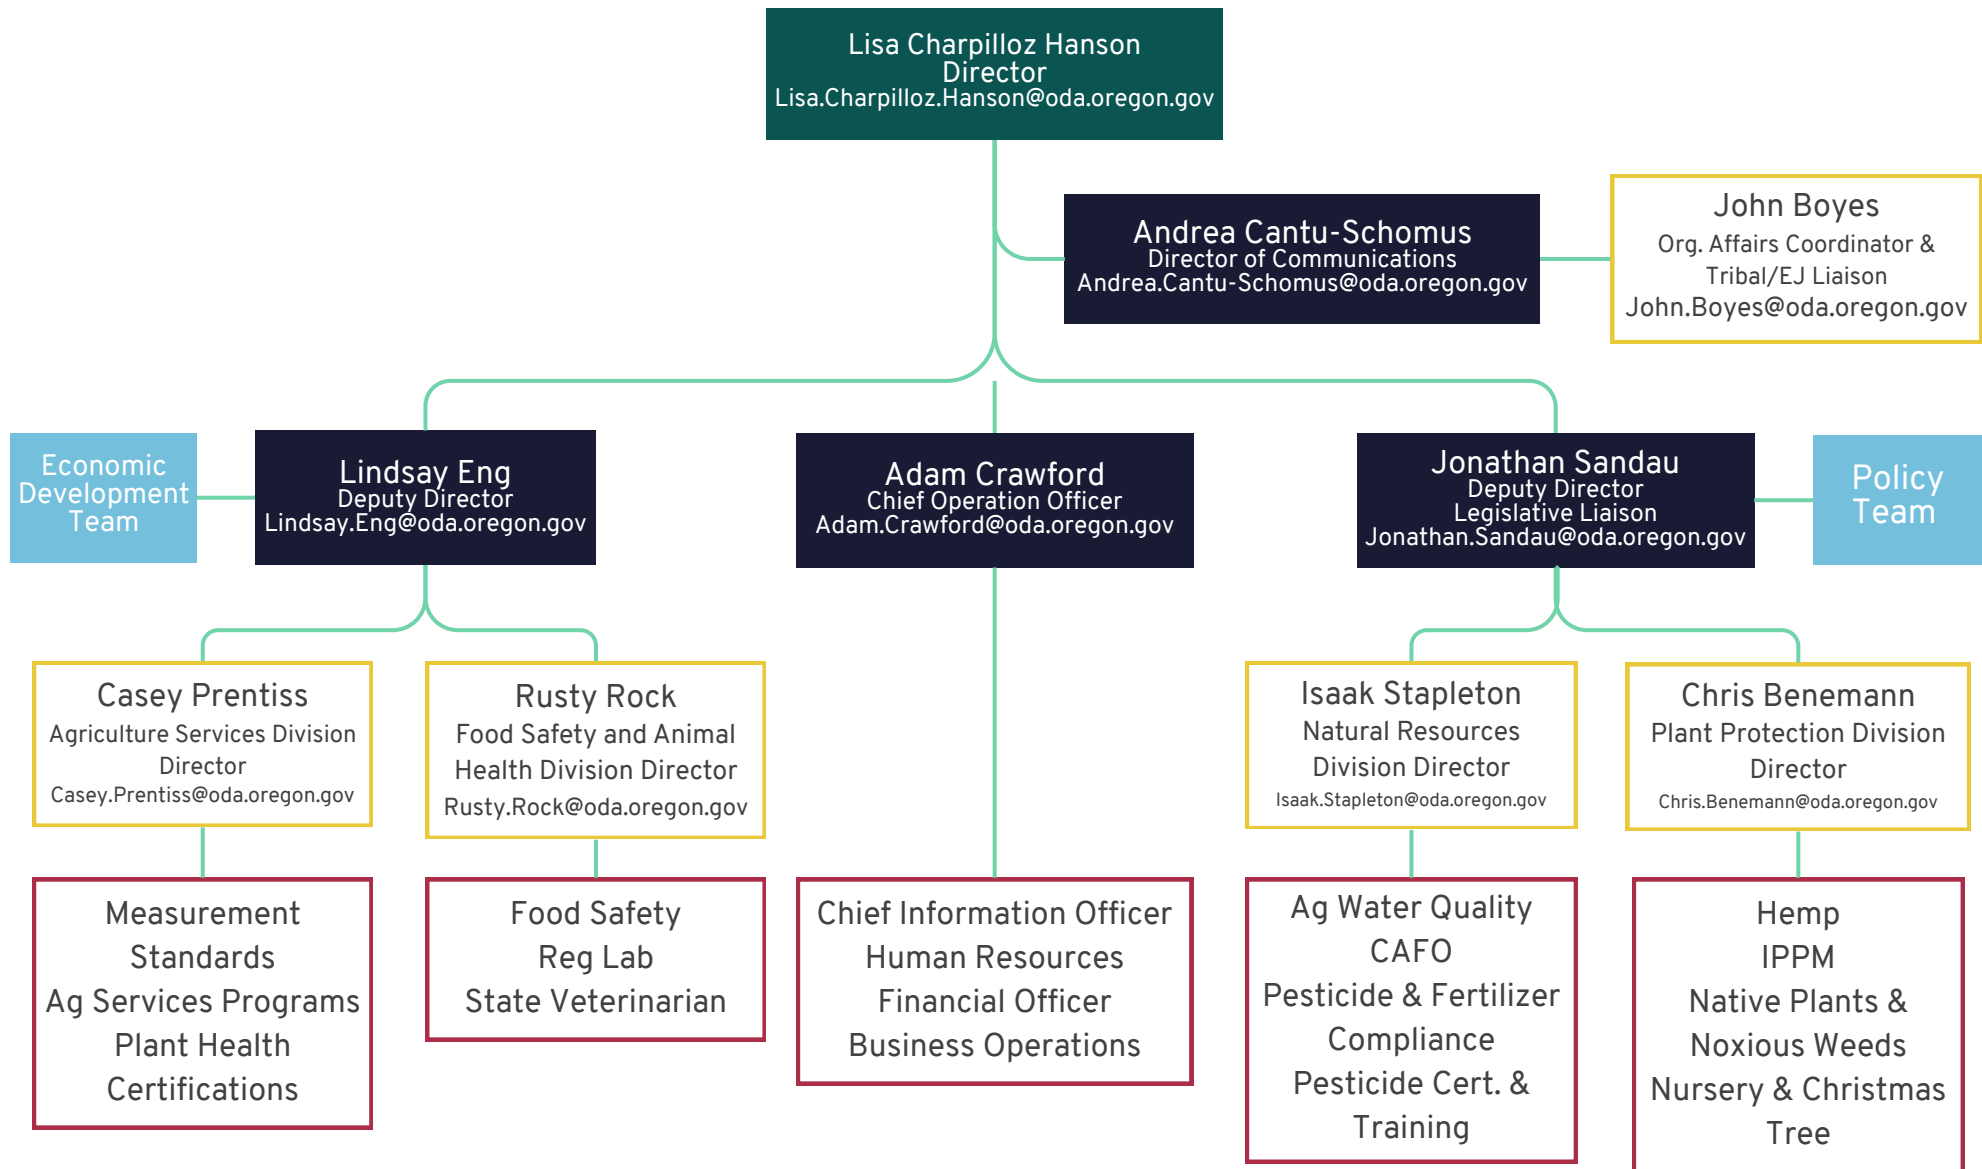 Lisa Charpilloz Hanson
Director
Lisa.Charpilloz.Hanson@oda.oregon.gov
Andrea Cantu-Schomus
Director of Communications
Andrea.Cantu-Schomus@oda.oregon.gov
John Boyes
Org. Affairs Coordinator &
Tribal/EJ Liaison
John.Boyes@oda.oregon.gov
Economic
Development
Team
Lindsay Eng
Deputy Director
Lindsay.Eng@oda.oregon.gov
Adam Crawford
Chief Operation Officer
Adam.Crawford@oda.oregon.gov
Jonathan Sandau
Deputy Director
Legislative Liaison
Jonathan.Sandau@oda.oregon.gov
Policy
Team
Casey Prentiss
Agriculture Services Division
Director
Casey.Prentiss@oda.oregon.gov
Rusty Rock
Food Safety and Animal
Health Division Director
Rusty.Rock@oda.oregon.gov
Isaak Stapleton
Natural Resources
Division Director
Isaak.Stapleton@oda.oregon.gov
Chris Benemann
Plant Protection Division
Director
Chris.Benemann@oda.oregon.gov
Measurement
Standards
Ag Services Programs
Plant Health
Certifications
Food Safety
Reg Lab
State Veterinarian
Chief Information Officer
Human Resources
Financial Officer
Business Operations
Ag Water Quality
CAFO
Pesticide & Fertilizer
Compliance
Pesticide Cert. &
Training
Hemp
IPPM
Native Plants &
Noxious Weeds
Nursery & Christmas
Tree